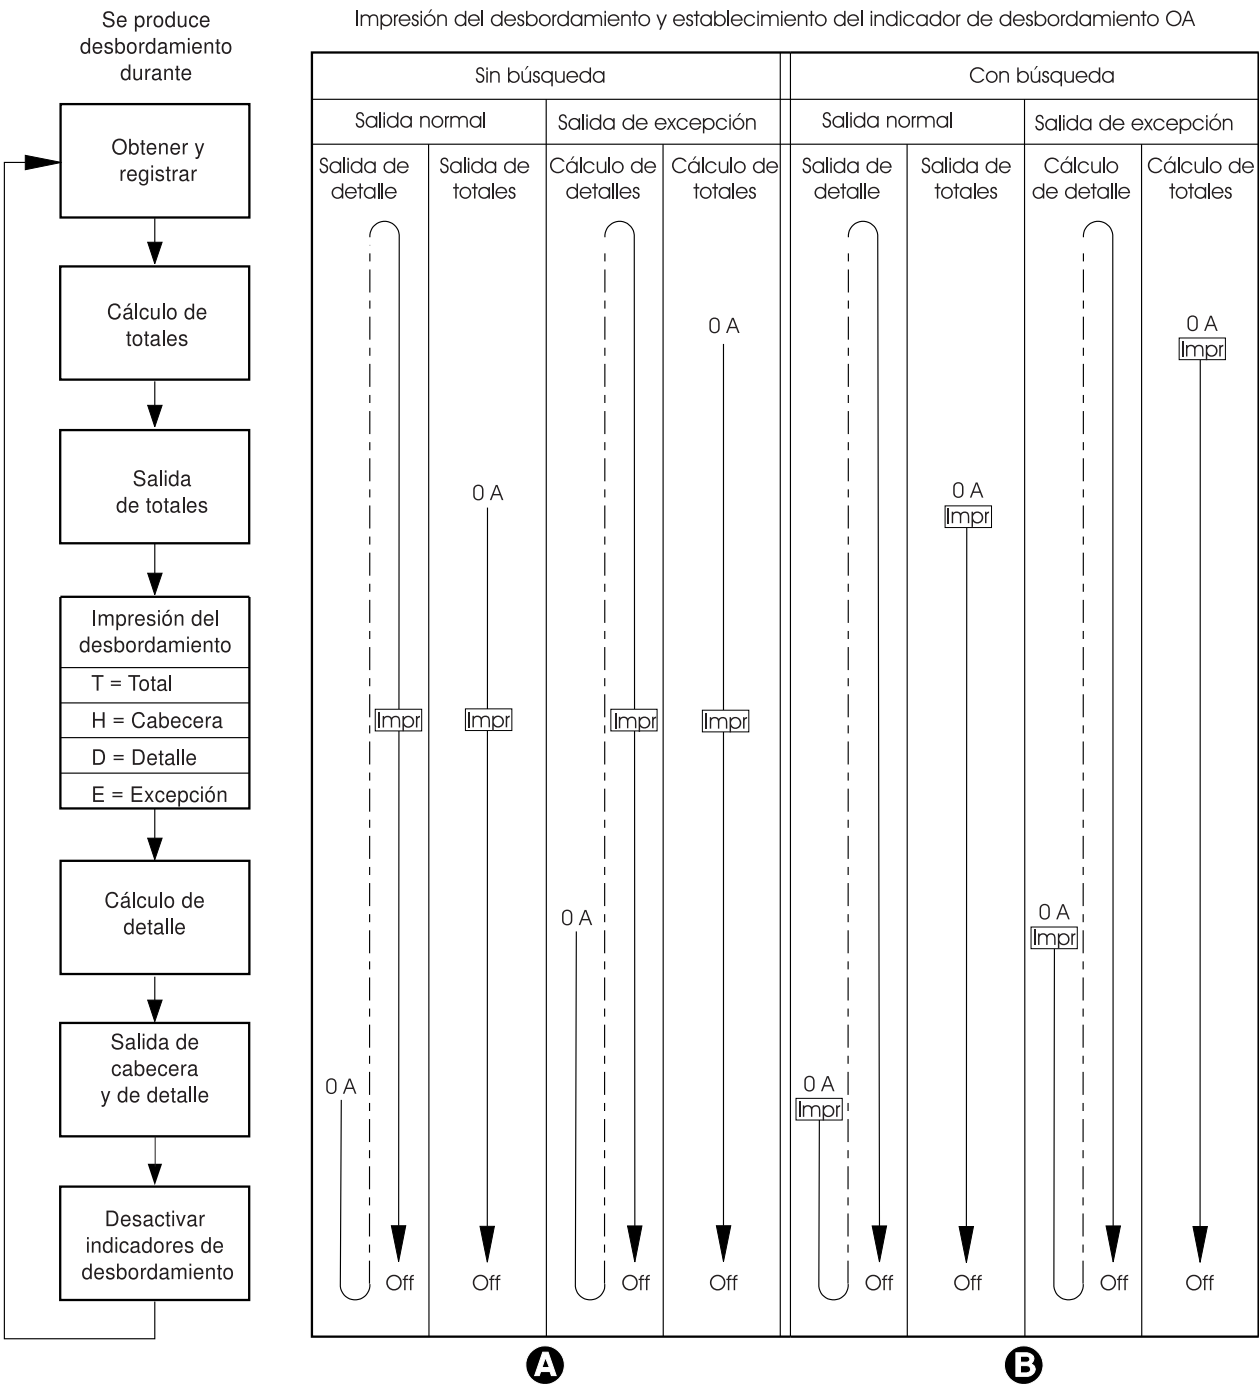 Se produce
desbordamiento
durante
Impresión del desbordamiento y establecimiento del indicador de desbordamiento OA
Obtener y
registrar
Cálculo de
totales
Salida
de totales
Impresión del
desbordamiento
T = Total
H = Cabecera
D = Detalle
E = Excepción
Cálculo de
detalle
Salida de
cabecera
y de detalle
Desactivar
indicadores de
desbordamiento
Sin búsqueda
Con búsqueda
Salida normal
Salida de excepción
Salida normal
Salida de excepción
Salida de
detalle
Salida de
totales
Cálculo de
detalles
Cálculo de
totales
Salida de
detalle
Salida de
totales
Cálculo
de detalle
Cálculo de
totales
0 A
0 A
Impr
0 A
0 A
Impr
Impr
Impr
Impr
Impr
0 A
0 A
Impr
0 A
0 A
Impr
Off
Off
Off
Off
Off
Off
Off
Off
A
B